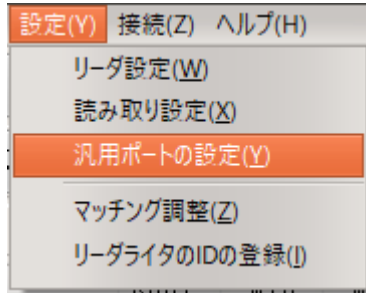 設定(Y) 接続(Z) ヘルプ(H)
リーダ設定(W)
読み取り設定(X)
汎用ポートの設定(Y)
マッチング調整(Z)
リーダライタのIDの登録(I)